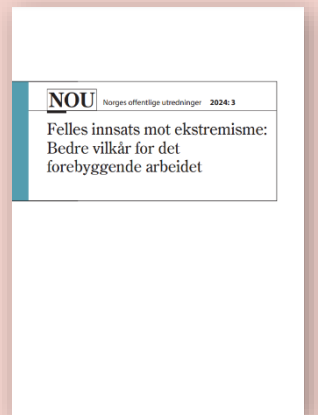 NOU Norges offentlige utredninger 2024: 3
Felles innsats mot ekstremisme:
Bedre vilkår for det
forebyggende arbeidet